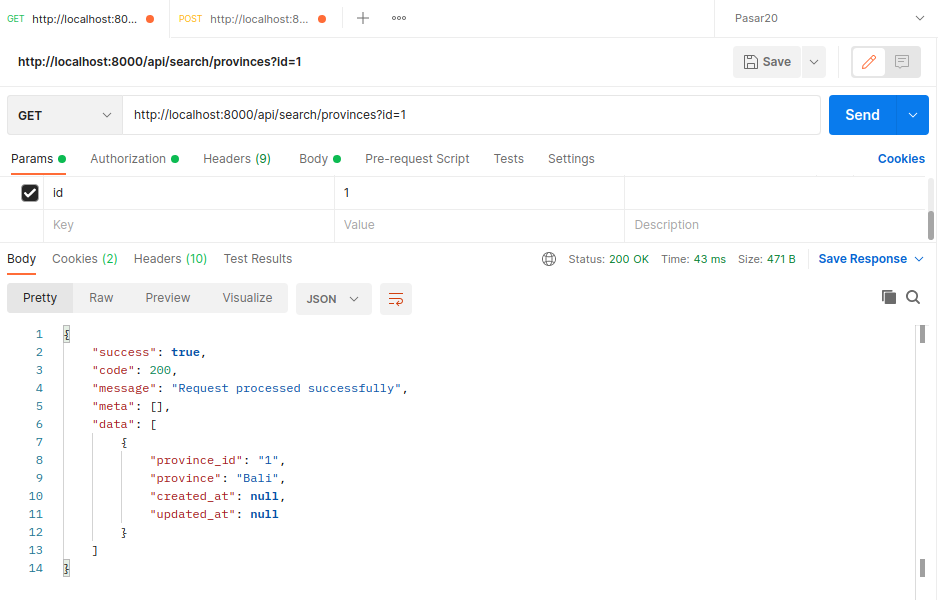 GET http://localhost:80... POST http://localhost:8... Pasar20
http://localhost:8000/api/search/provinces?id=1 Save
GET http://localhost:8000/api/search/provinces?id=1 Send
Params Authorization Headers (9) Body Pre-request Script Tests Settings Cookies
id 1
Key Value Description
Body Cookies (2) Headers (10) Test Results Status: 200 OK Time: 43 ms Size: 471 B Save Response
Pretty Raw Preview Visualize JSON
1 {
2 "success": true,
3 "code": 200,
4 "message": "Request processed successfully",
5 "meta": [],
6 "data": [
7 {
8 "province_id": "1",
9 "province": "Bali",
10 "created_at": null,
11 "updated_at": null
12 }
13 ]
14 }